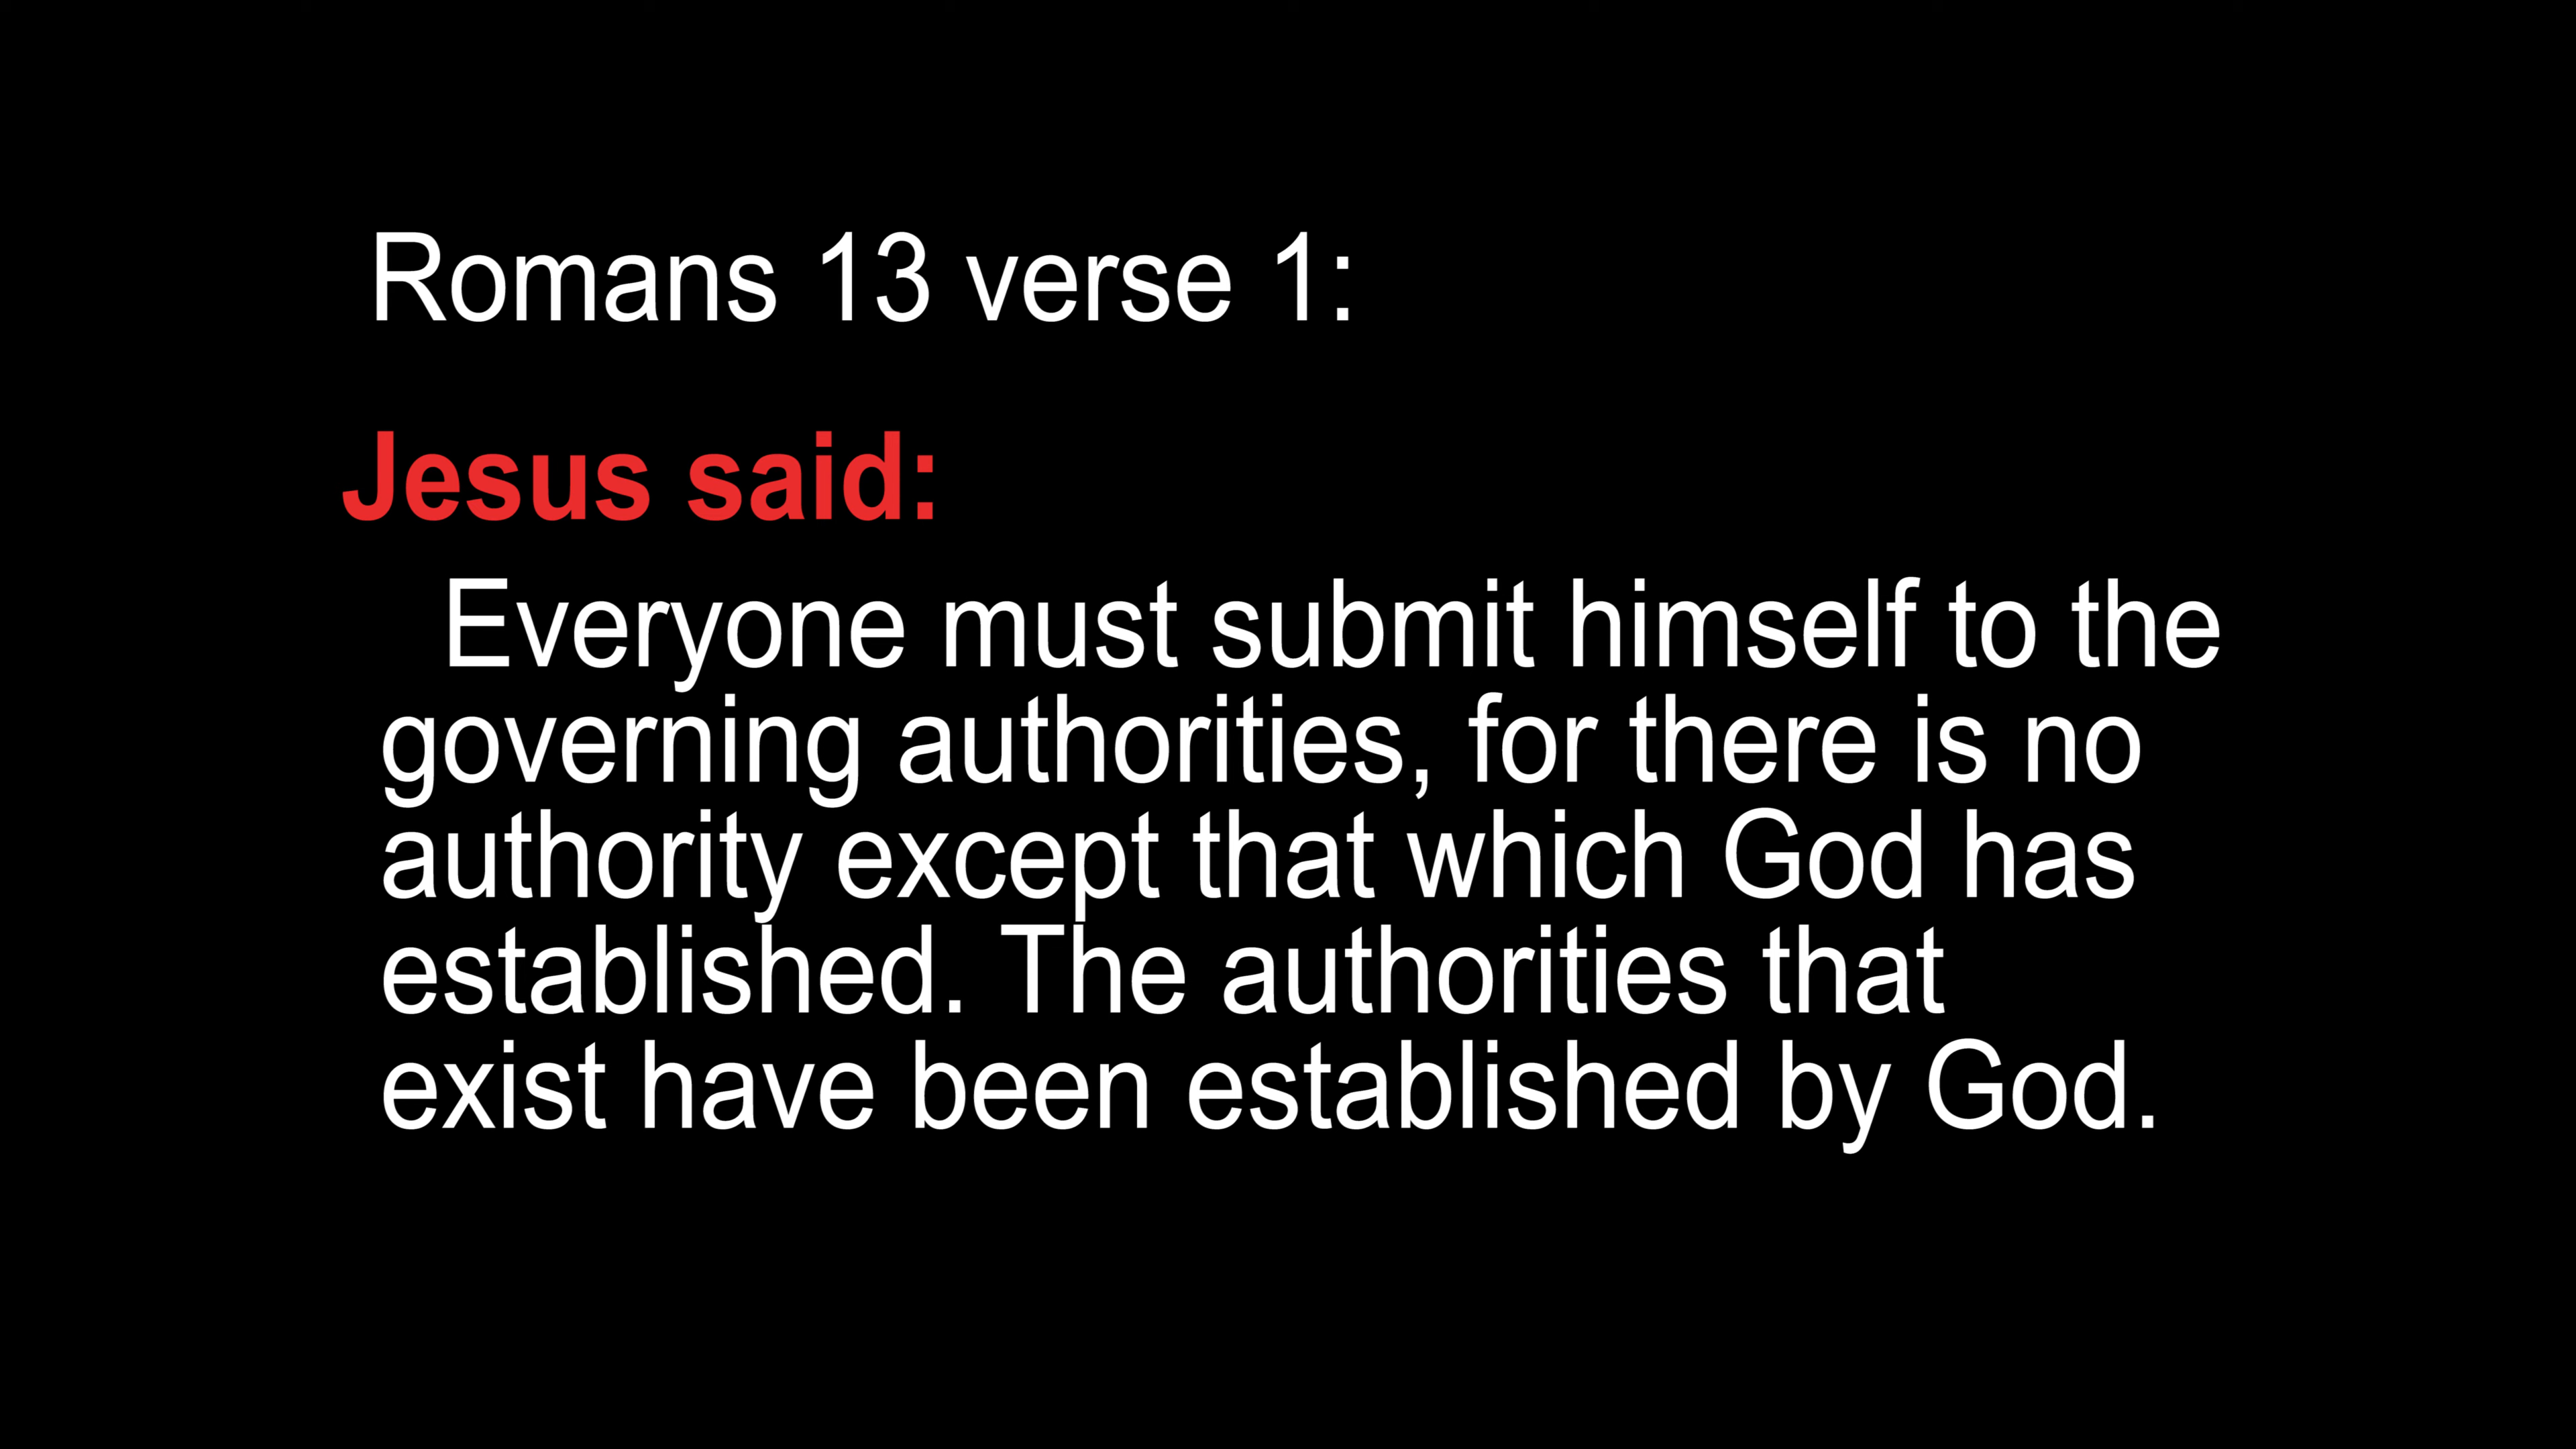 Romans 13 verse 1:
Jesus said:
Everyone must submit himself to the
governing authorities, for there is no
authority except that which God has
established. The authorities that
exist have been established by God.